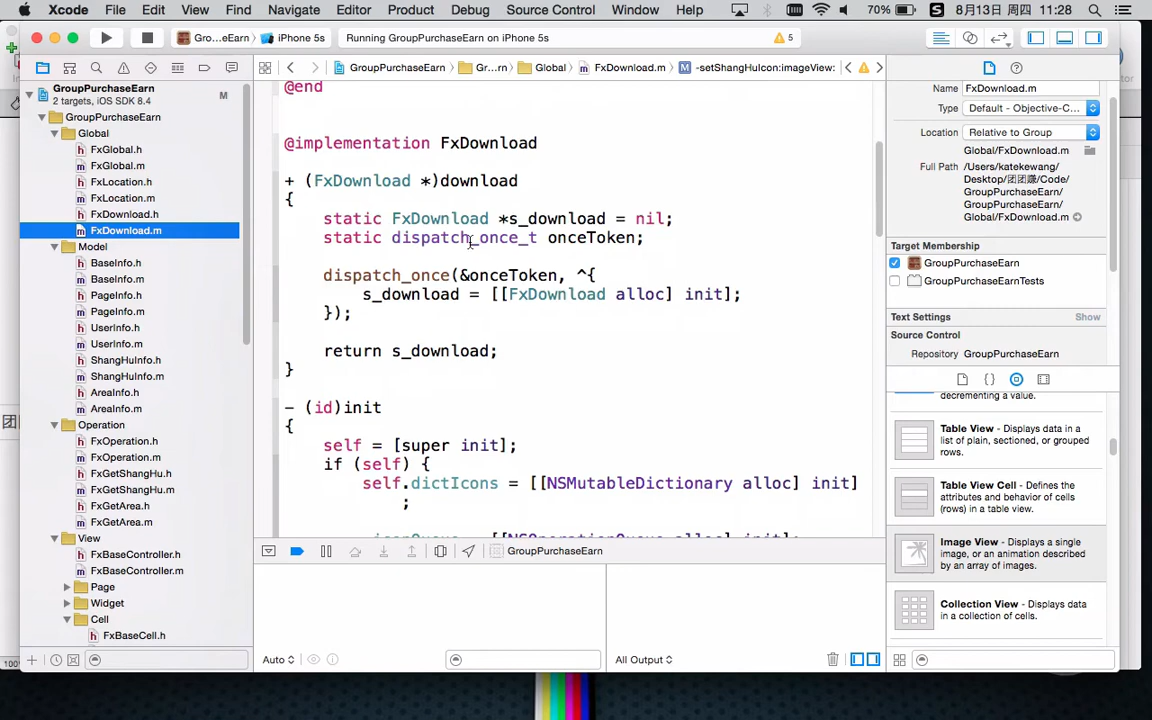 Xcode File Edit View Find Navigate Editor Product Debug Source Control Window Help 70% S 8月13日 周四 11:28
Gro...eEarn iPhone 5s Running GroupPurchaseEarn on iPhone 5s 5
GroupPurchaseEarn
2 targets, iOS SDK 8.4
M
GroupPurchaseEarn
Global
FxGlobal.h
FxGlobal.m
FxLocation.h
FxLocation.m
FxDownload.h
FxDownload.m
Model
BaseInfo.h
BaseInfo.m
PageInfo.h
PageInfo.m
UserInfo.h
UserInfo.m
ShangHuInfo.h
ShangHuInfo.m
AreaInfo.h
AreaInfo.m
Operation
FxOperation.h
FxOperation.m
FxGetShangHu.h
FxGetShangHu.m
FxGetArea.h
FxGetArea.m
View
FxBaseController.h
FxBaseController.m
Page
Widget
Cell
FxBaseCell.h
GroupPurchaseEarn Gr...rn Global FxDownload.m M -setShangHuIcon:imageView:
@end
@implementation FxDownload
+ (FxDownload *)download
{
static FxDownload *s_download = nil;
static dispatch_once_t onceToken;
dispatch_once(&onceToken, ^{
s_download = [[FxDownload alloc] init];
});
return s_download;
}
- (id)init
{
self = [super init];
if (self) {
self.dictIcons = [[NSMutableDictionary alloc] init]
;
GroupPurchaseEarn
Auto
All Output
Name FxDownload.m
Type Default - Objective-C...
Location Relative to Group
Global/FxDownload.m
Full Path /Users/katekewang/
Desktop/团团赚/Code/
GroupPurchaseEarn/
GroupPurchaseEarn/
Global/FxDownload.m
Target Membership
GroupPurchaseEarn
GroupPurchaseEarnTests
Text Settings Show
Source Control
Repository GroupPurchaseEarn
decrementing a value.
Table View - Displays data in
a list of plain, sectioned, or grouped
rows.
Table View Cell - Defines the
attributes and behavior of cells
(rows) in a table view.
Image View - Displays a single
image, or an animation described
by an array of images.
Collection View - Displays data
in a collection of cells.
团
100%